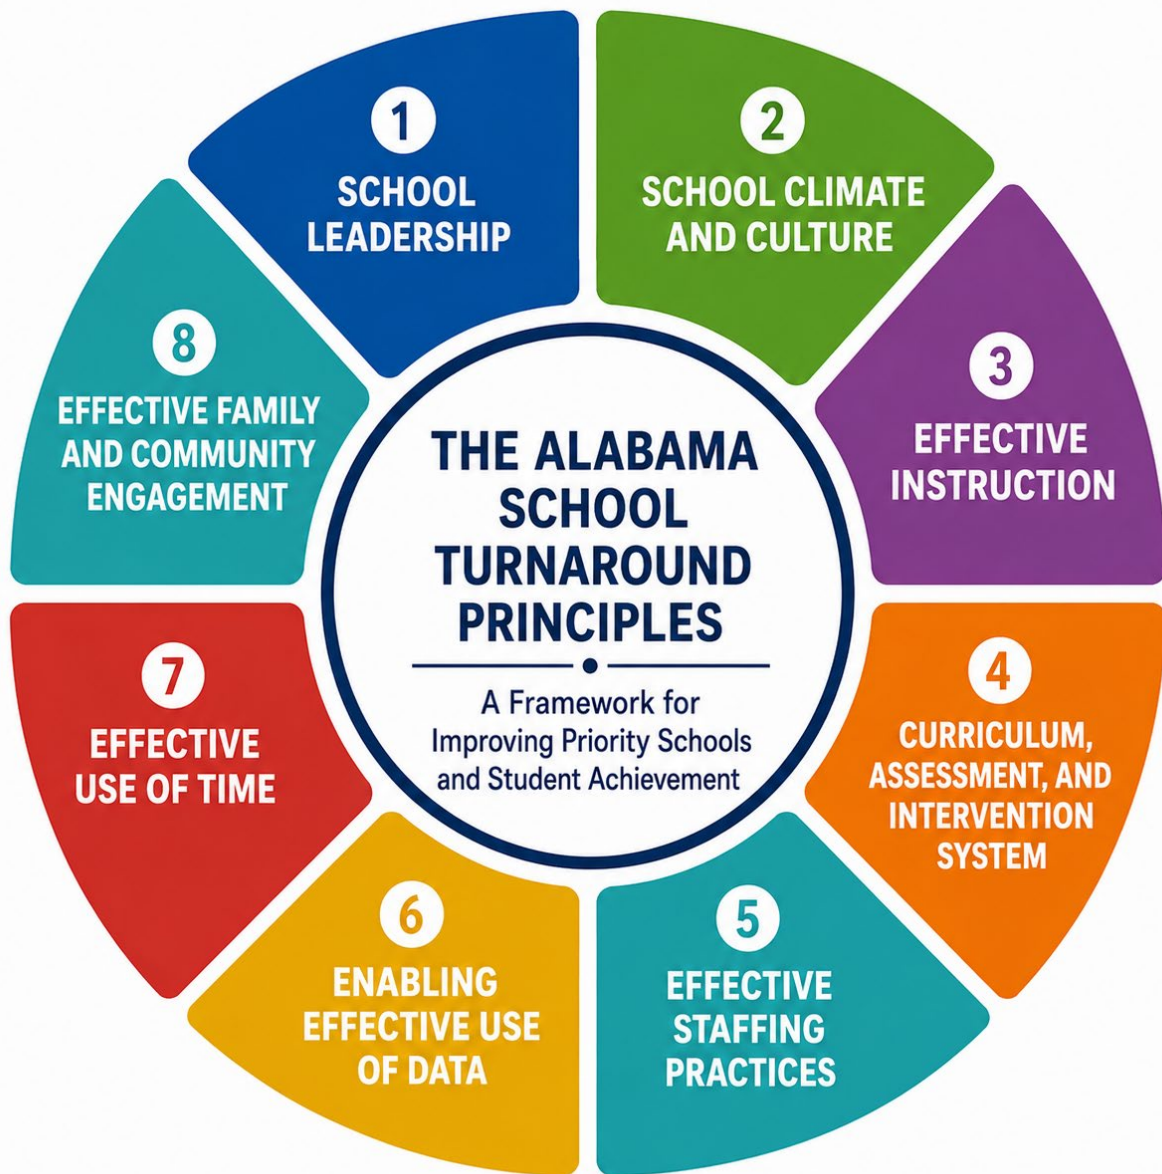 1
SCHOOL
LEADERSHIP
2
SCHOOL CLIMATE
AND CULTURE
3
EFFECTIVE
INSTRUCTION
4
CURRICULUM,
ASSESSMENT, AND
INTERVENTION
SYSTEM
5
EFFECTIVE
STAFFING
PRACTICES
6
ENABLING
EFFECTIVE USE
OF DATA
7
EFFECTIVE
USE OF TIME
8
EFFECTIVE FAMILY
AND COMMUNITY
ENGAGEMENT
THE ALABAMA
SCHOOL
TURNAROUND
PRINCIPLES
A Framework for
Improving Priority Schools
and Student Achievement